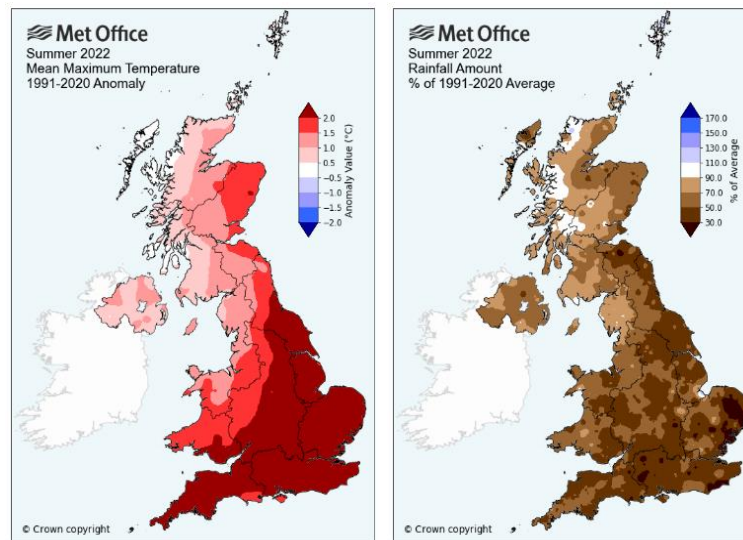 Met Office
Summer 2022
Mean Maximum Temperature
1991-2020 Anomaly
2.0
1.5
1.0
0.5
−0.5
−1.0
−1.5
−2.0
Anomaly Value (°C)
© Crown copyright
Met Office
Summer 2022
Rainfall Amount
% of 1991-2020 Average
170.0
150.0
130.0
110.0
90.0
70.0
50.0
30.0
% of Average
© Crown copyright